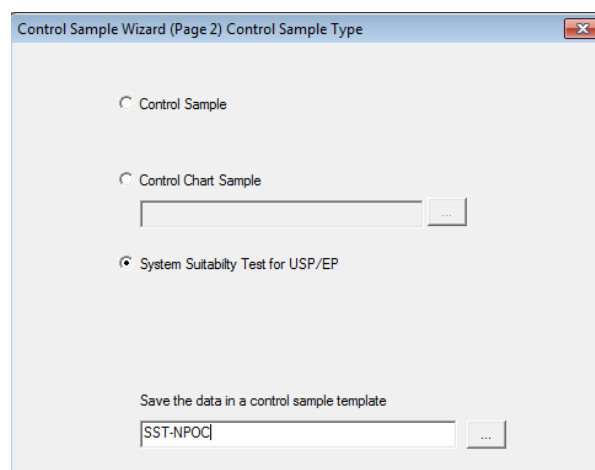 Control Sample Wizard (Page 2) Control Sample Type
Control Sample
Control Chart Sample
...
System Suitabilty Test for USP/EP
Save the data in a control sample template
SST-NPOC
...